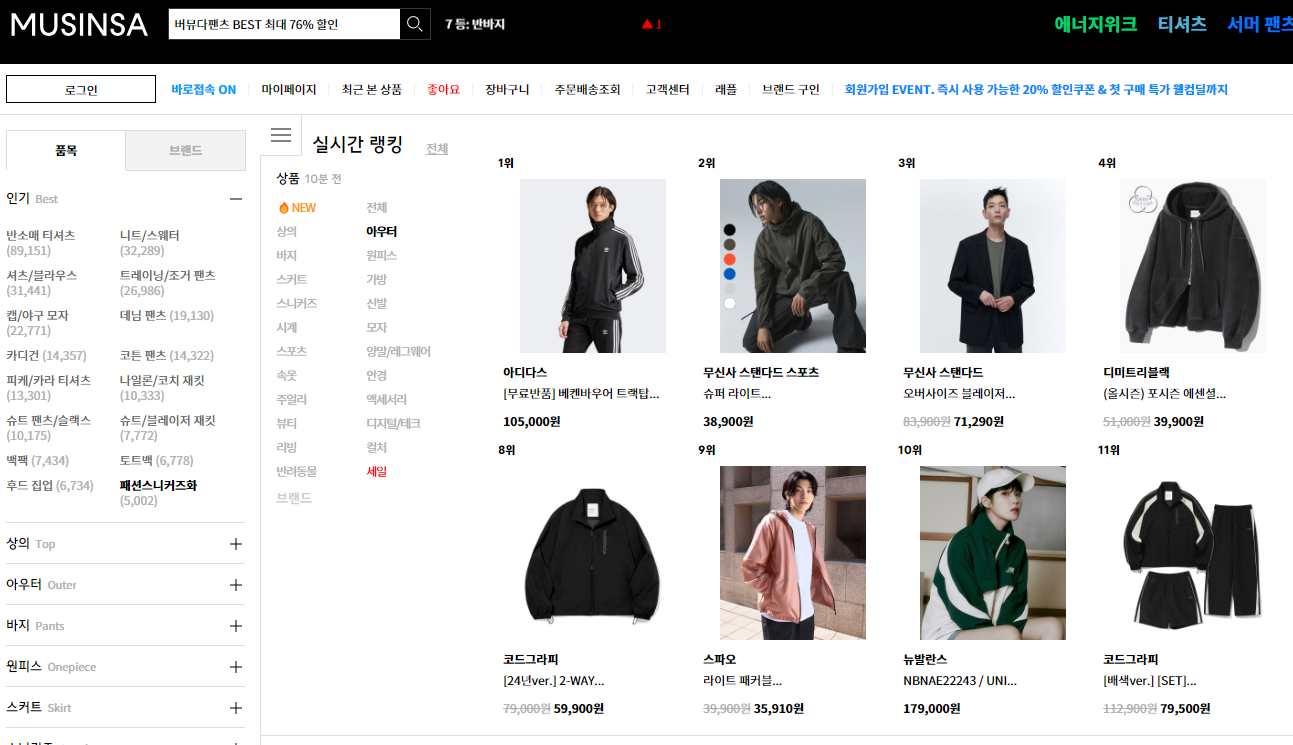 MUSINSA
버뮤다팬츠 BEST 최대 76% 할인
7 등: 반바지
▲ 1
에너지위크 티셔츠 서머 팬츠
로그인
바로접속 ON
마이페이지
최근 본 상품
좋아요
장바구니
주문배송조회
고객센터
래플
브랜드 구인
회원가입 EVENT. 즉시 사용 가능한 20% 할인쿠폰 & 첫 구매 특가 웰컴딜까지
품목
브랜드
인기 Best
반소매 티셔츠 (89,151)
니트/스웨터 (32,289)
셔츠/블라우스 (31,441)
트레이닝/조거 팬츠 (26,986)
캡/야구 모자 (22,771)
데님 팬츠 (19,130)
카디건 (14,357)
코튼 팬츠 (14,322)
피케/카라 티셔츠 (13,301)
나일론/코치 재킷 (10,333)
슈트 팬츠/슬랙스 (10,175)
슈트/블레이저 재킷 (7,772)
백팩 (7,434)
토트백 (6,778)
후드 집업 (6,734)
패션스니커즈화 (5,002)
상의 Top
아우터 Outer
바지 Pants
원피스 Onepiece
스커트 Skirt
실시간 랭킹
전체
상품 10분 전
NEW
전체
상의
아우터
바지
원피스
스커트
가방
스니커즈
신발
시계
모자
스포츠
양말/레그웨어
속옷
안경
주얼리
액세서리
뷰티
디지털/테크
리빙
컬처
반려동물
세일
브랜드
1위
아디다스
[무료반품] 베켄바우어 트랙탑...
105,000원
2위
무신사 스탠다드 스포츠
슈퍼 라이트...
38,900원
3위
무신사 스탠다드
오버사이즈 블레이저...
83,900원 71,290원
4위
디미트리블랙
(올시즌) 포시즌 에센셜...
51,000원 39,900원
8위
코드그라피
[24년ver.] 2-WAY...
79,000원 59,900원
9위
스파오
라이트 패커블...
39,900원 35,910원
10위
뉴발란스
NBNAE22243 / UNI...
179,000원
11위
코드그라피
[배색ver.] [SET]...
112,900원 79,500원